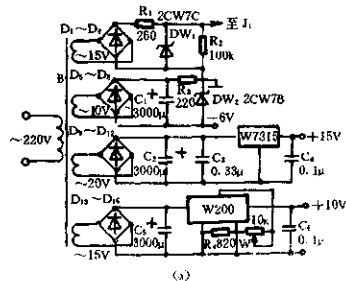 D₁~D₄ R₁ 2CW7C 至 J₁
260 DW₁ R₂
~15V 100k
B D₅~D₈
R₃
~10V C₁ 220 DW₂ 2CW7B
3000μ -6V
D₉~D₁₂
~220V W7315 +15V
C₂ C₃ C₄
~20V 3000μ 0.33μ 0.1μ
D₁₃~D₁₆ W200 +10V
10k
C₅ R₄ 820 W C₆
~15V 3000μ 0.1μ
(a)